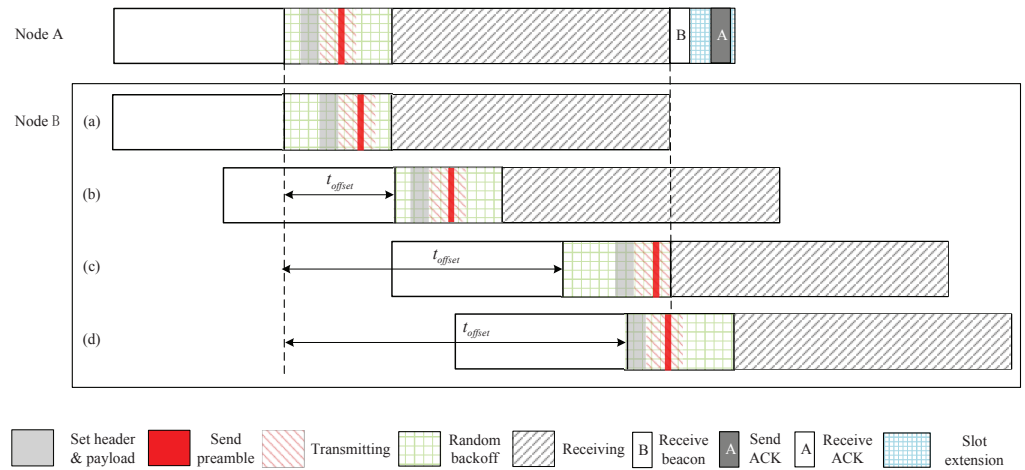 Node A
B
A
Node B
(a)
(b)
t_offset
(c)
t_offset
(d)
t_offset
Set header
& payload
Send
preamble
Transmitting
Random
backoff
Receiving
B
Receive
beacon
A
Send
ACK
A
Receive
ACK
Slot
extension